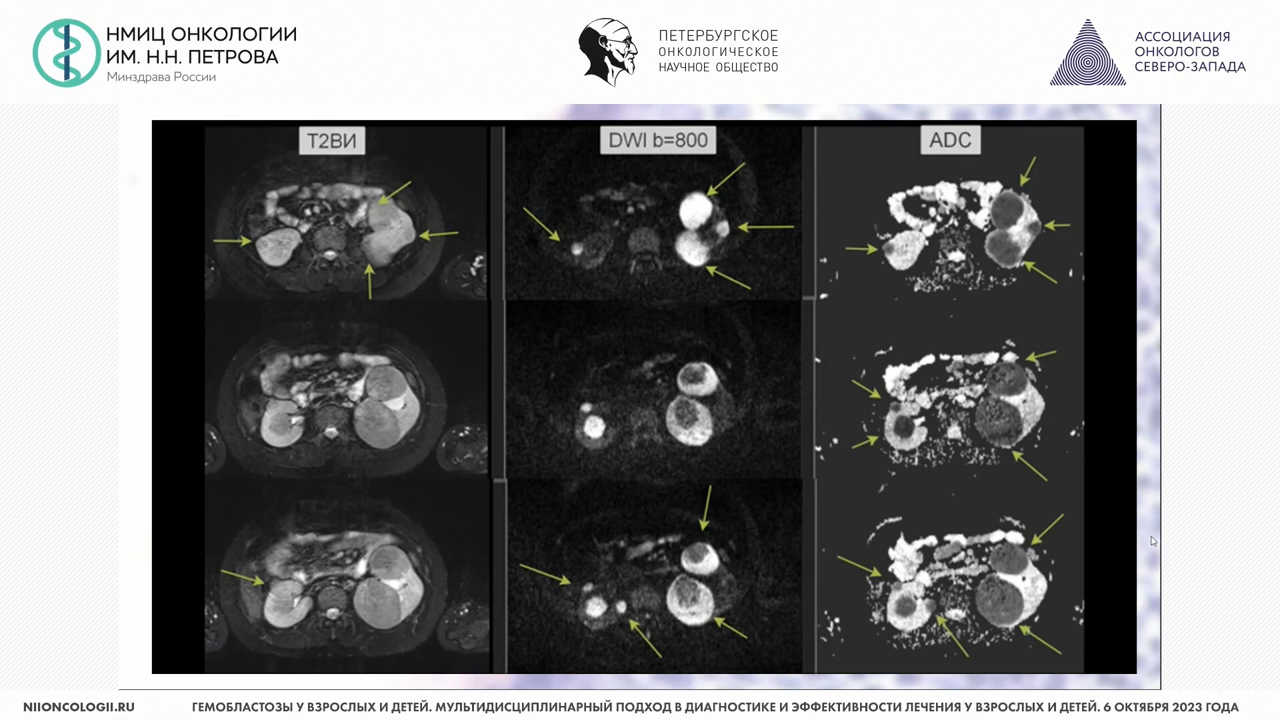 НМИЦ ОНКОЛОГИИ
ИМ. Н.Н. ПЕТРОВА
Минздрава России
ПЕТЕРБУРГСКОЕ
ОНКОЛОГИЧЕСКОЕ
НАУЧНОЕ ОБЩЕСТВО
АССОЦИАЦИЯ
ОНКОЛОГОВ
СЕВЕРО-ЗАПАДА
Т2ВИ
DWI b=800
ADC
NIIONCOLOGII.RU
ГЕМОБЛАСТОЗЫ У ВЗРОСЛЫХ И ДЕТЕЙ. МУЛЬТИДИСЦИПЛИНАРНЫЙ ПОДХОД В ДИАГНОСТИКЕ И ЭФФЕКТИВНОСТИ ЛЕЧЕНИЯ У ВЗРОСЛЫХ И ДЕТЕЙ. 6 ОКТЯБРЯ 2023 ГОДА